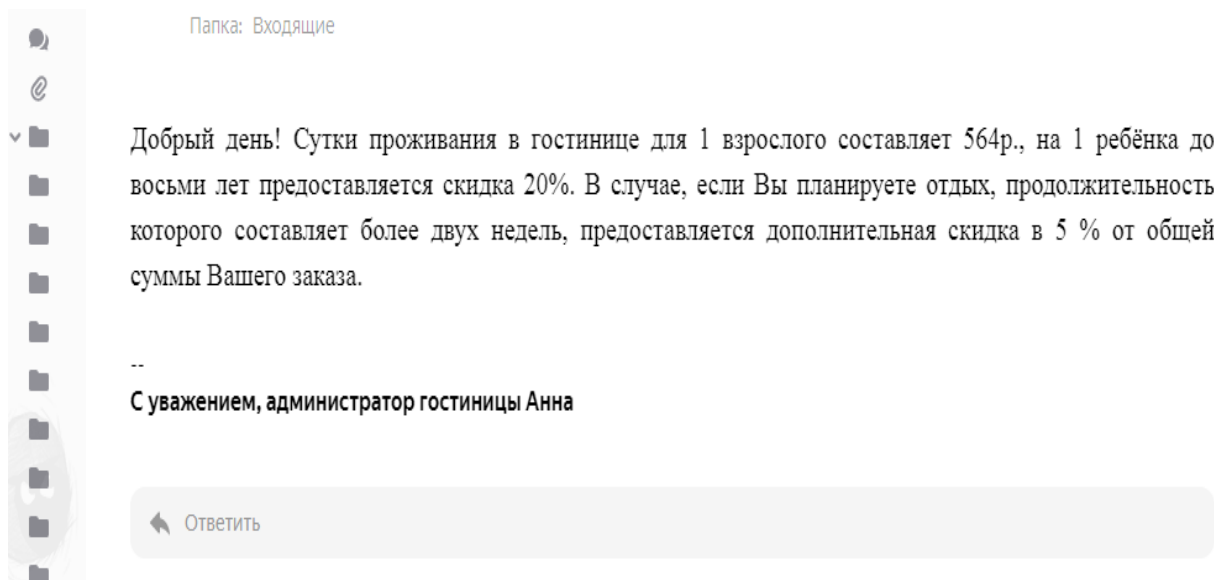 Папка: Входящие
Добрый день! Сутки проживания в гостинице для 1 взрослого составляет 564р., на 1 ребёнка до
восьми лет предоставляется скидка 20%. В случае, если Вы планируете отдых, продолжительность
которого составляет более двух недель, предоставляется дополнительная скидка в 5 % от общей
суммы Вашего заказа.
--
С уважением, администратор гостиницы Анна
Ответить